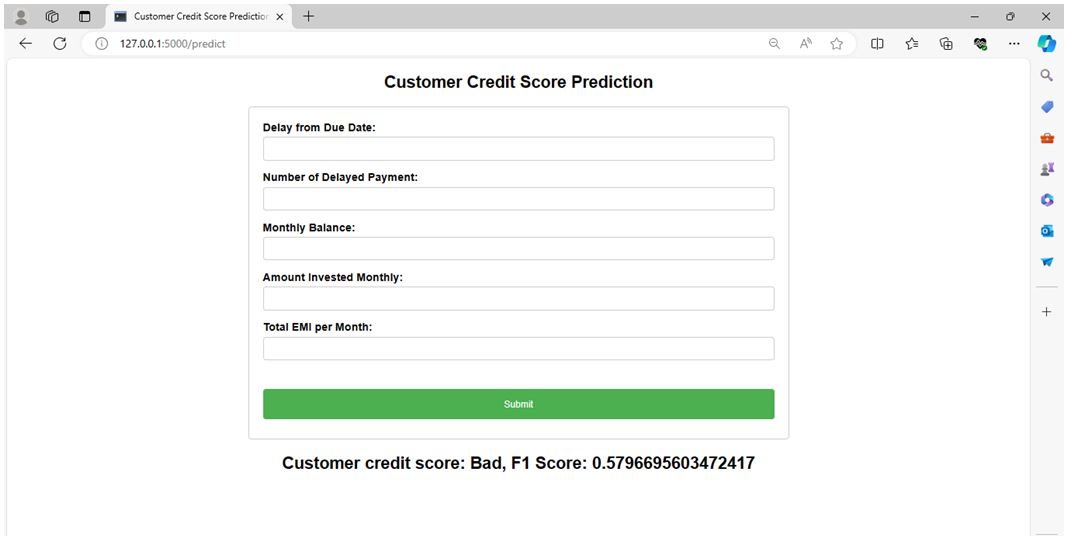 Customer Credit Score Prediction
127.0.0.1:5000/predict
Customer Credit Score Prediction
Delay from Due Date:
Number of Delayed Payment:
Monthly Balance:
Amount Invested Monthly:
Total EMI per Month:
Submit
Customer credit score: Bad, F1 Score: 0.5796695603472417